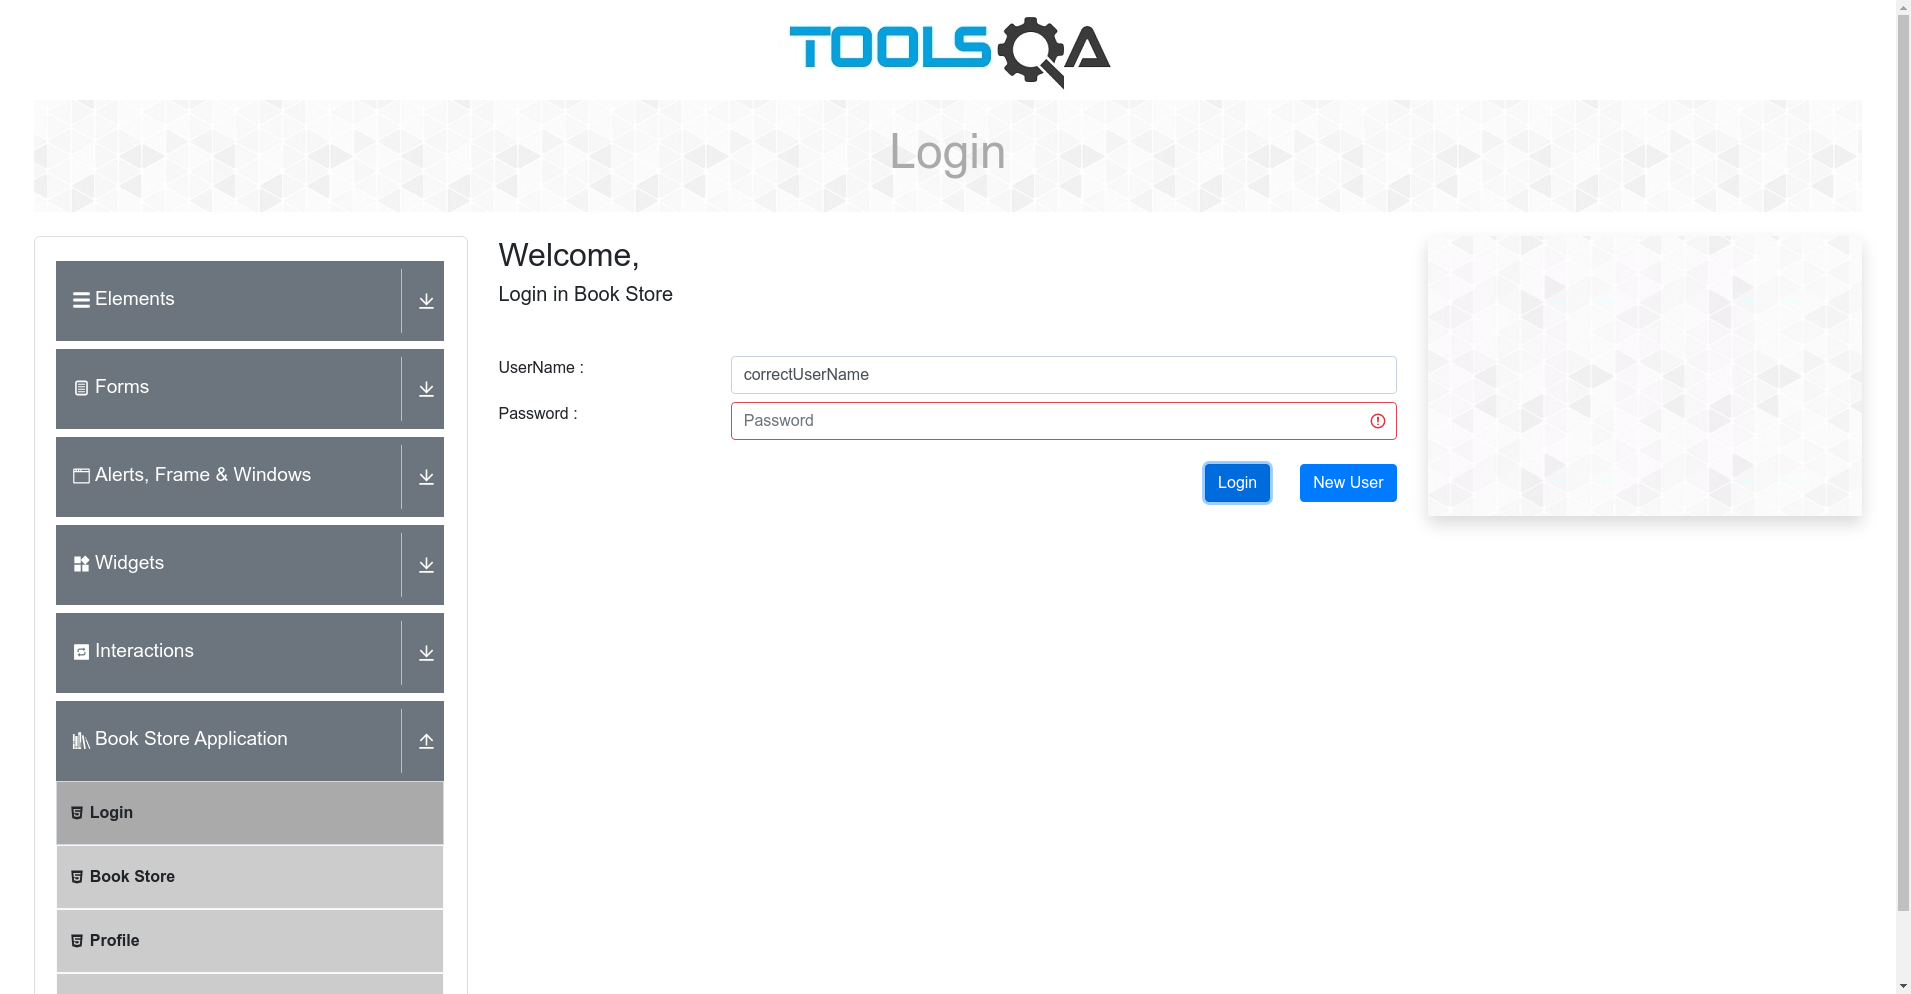 TOOLSQA
Login
Elements
Forms
Alerts, Frame & Windows
Widgets
Interactions
Book Store Application
Login
Book Store
Profile
Welcome,
Login in Book Store
UserName :
correctUserName
Password :
Password
Login
New User